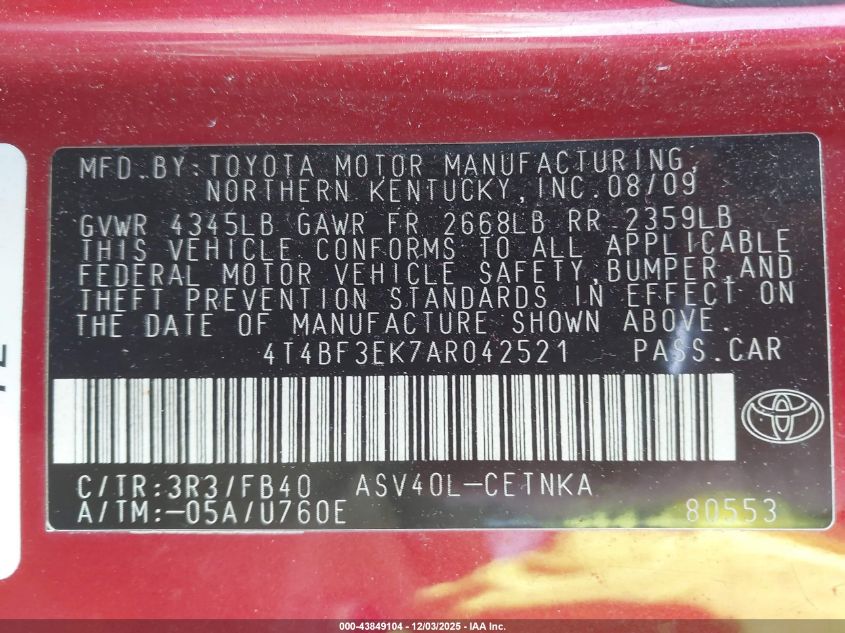 MFD.BY:TOYOTA MOTOR MANUFACTURING,
NORTHERN KENTUCKY,INC.08/09
GVWR 4345LB GAWR FR 2668LB RR 2359LB
THIS VEHICLE CONFORMS TO ALL APPLICABLE
FEDERAL MOTOR VEHICLE SAFETY,BUMPER,AND
THEFT PREVENTION STANDARDS IN EFFECT ON
THE DATE OF MANUFACTURE SHOWN ABOVE.
4T4BF3EK7AR042521 PASS.CAR
C/TR:3R3/FB40 ASV40L-CETNKA
A/TM:-05A/U760E 80553
000-43849104 - 12/03/2025 - IAA Inc.